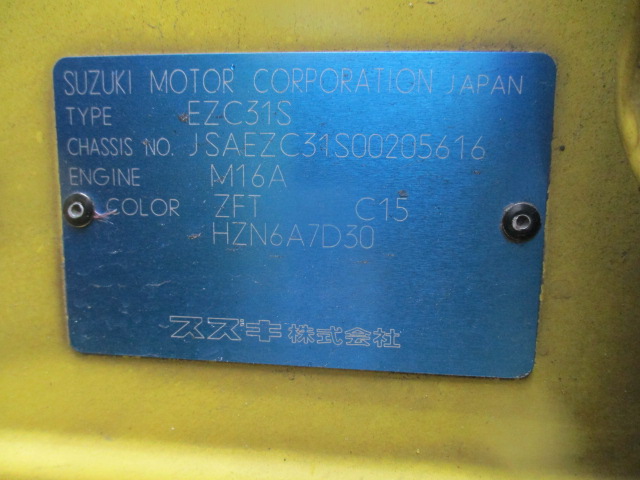 SUZUKI MOTOR CORPORATION JAPAN
TYPE EZC31S
CHASSIS NO. JSAEZC31S00205616
ENGINE M16A
COLOR ZFT C15
HZN6A7D30
スズキ株式会社